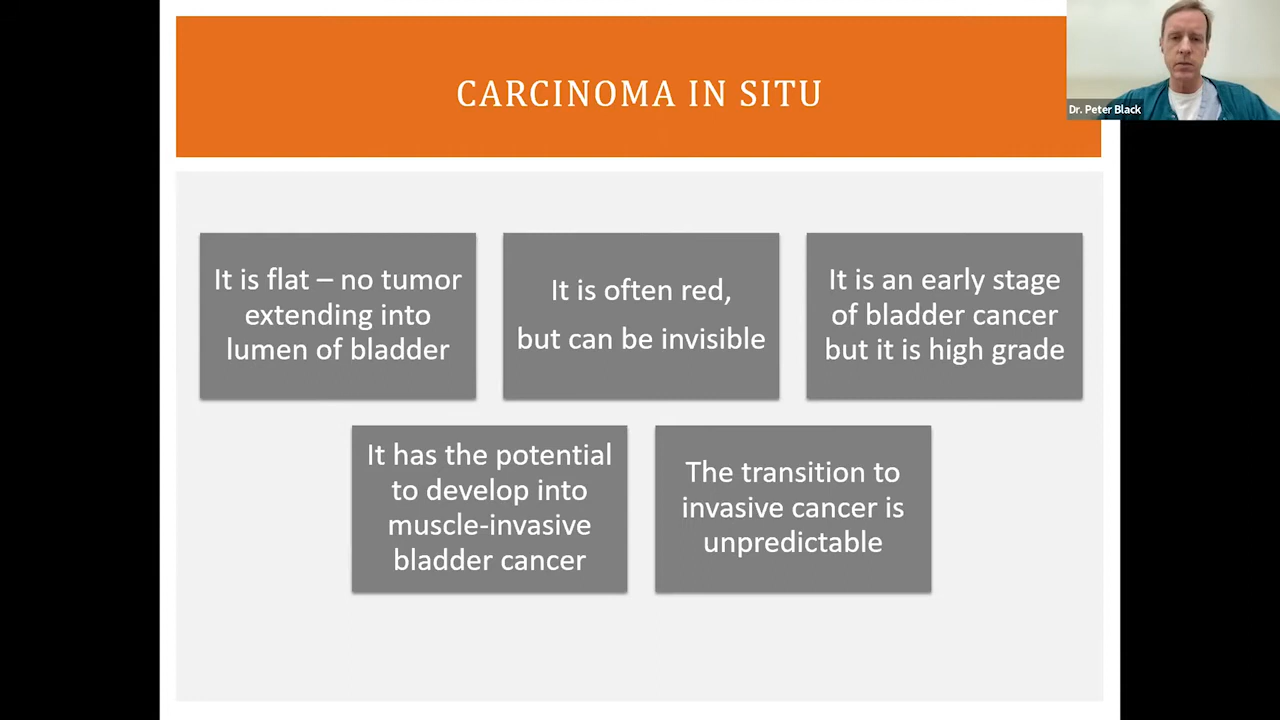 CARCINOMA IN SITU
Dr. Peter Black
It is flat – no tumor
extending into
lumen of bladder
It is often red,
but can be invisible
It is an early stage
of bladder cancer
but it is high grade
It has the potential
to develop into
muscle-invasive
bladder cancer
The transition to
invasive cancer is
unpredictable